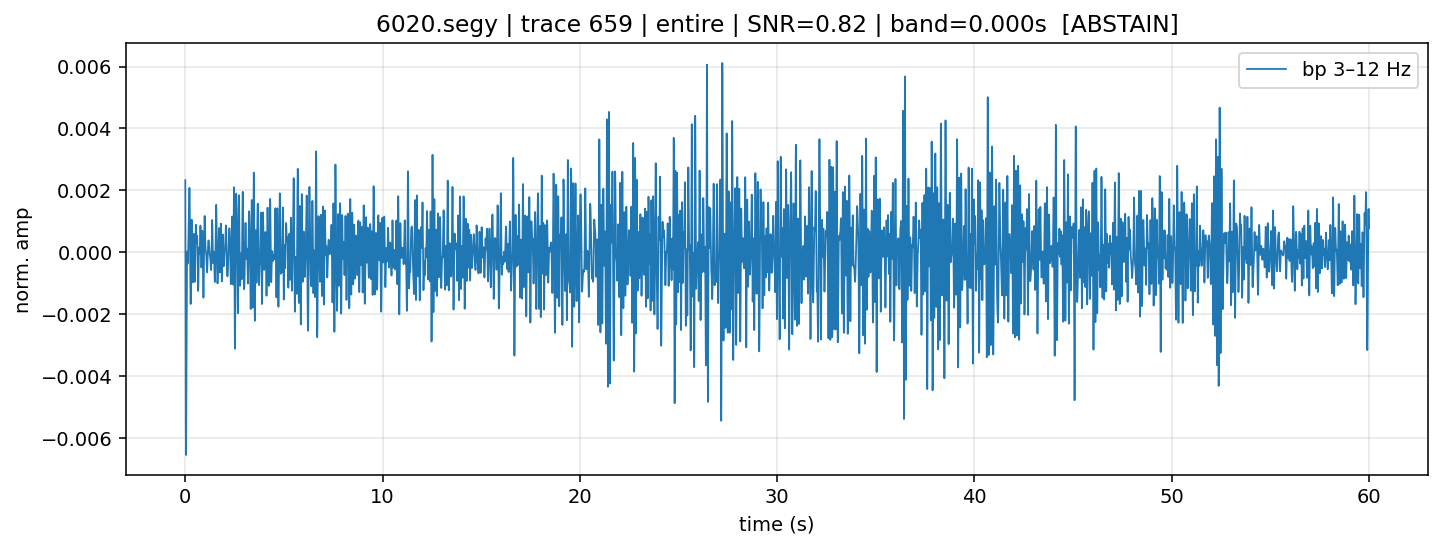 6020.segy | trace 659 | entire | SNR=0.82 | band=0.000s  [ABSTAIN]
bp 3–12 Hz
norm. amp
0.006
0.004
0.002
0.000
−0.002
−0.004
−0.006
0 10 20 30 40 50 60
time (s)